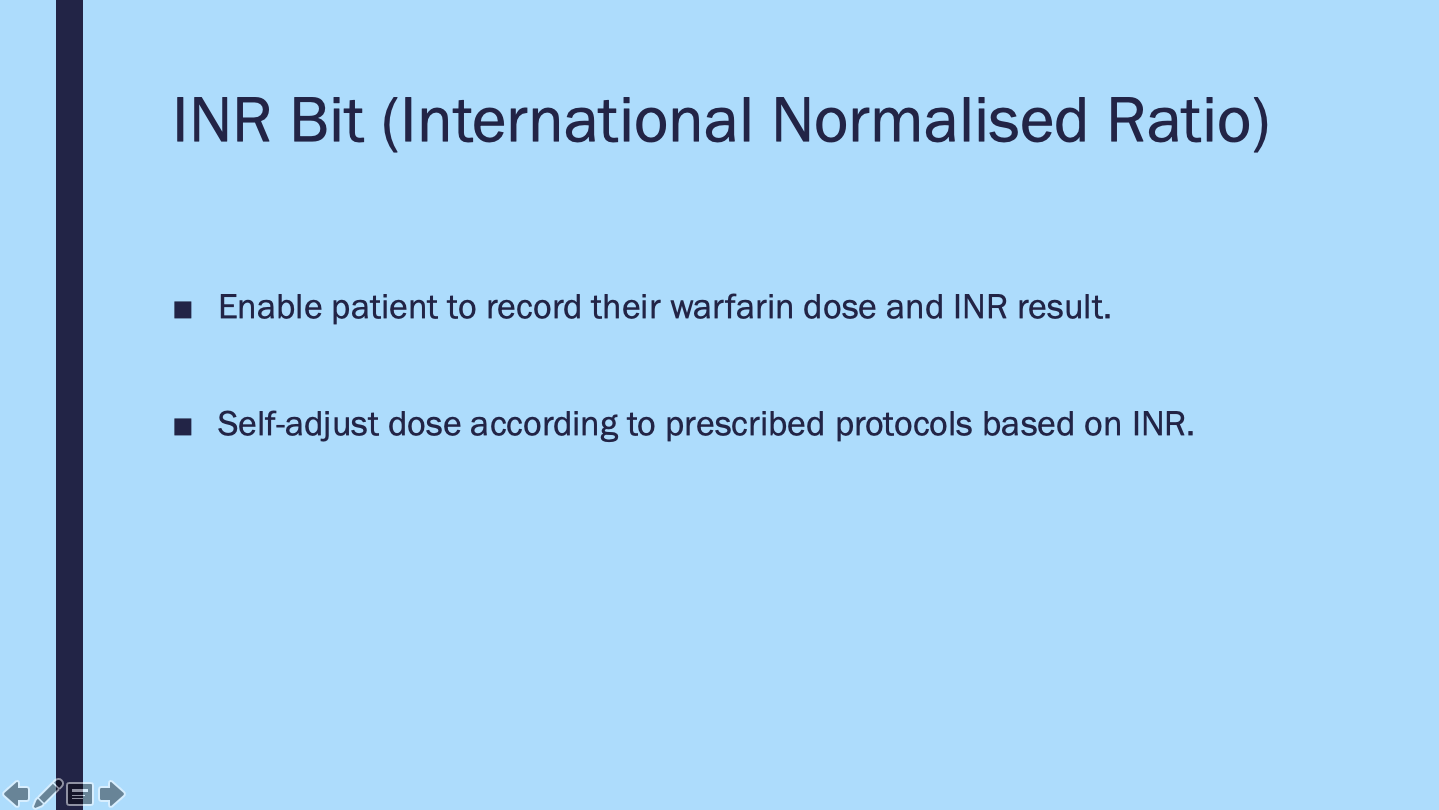 INR Bit (International Normalised Ratio)
■ Enable patient to record their warfarin dose and INR result.
■ Self-adjust dose according to prescribed protocols based on INR.